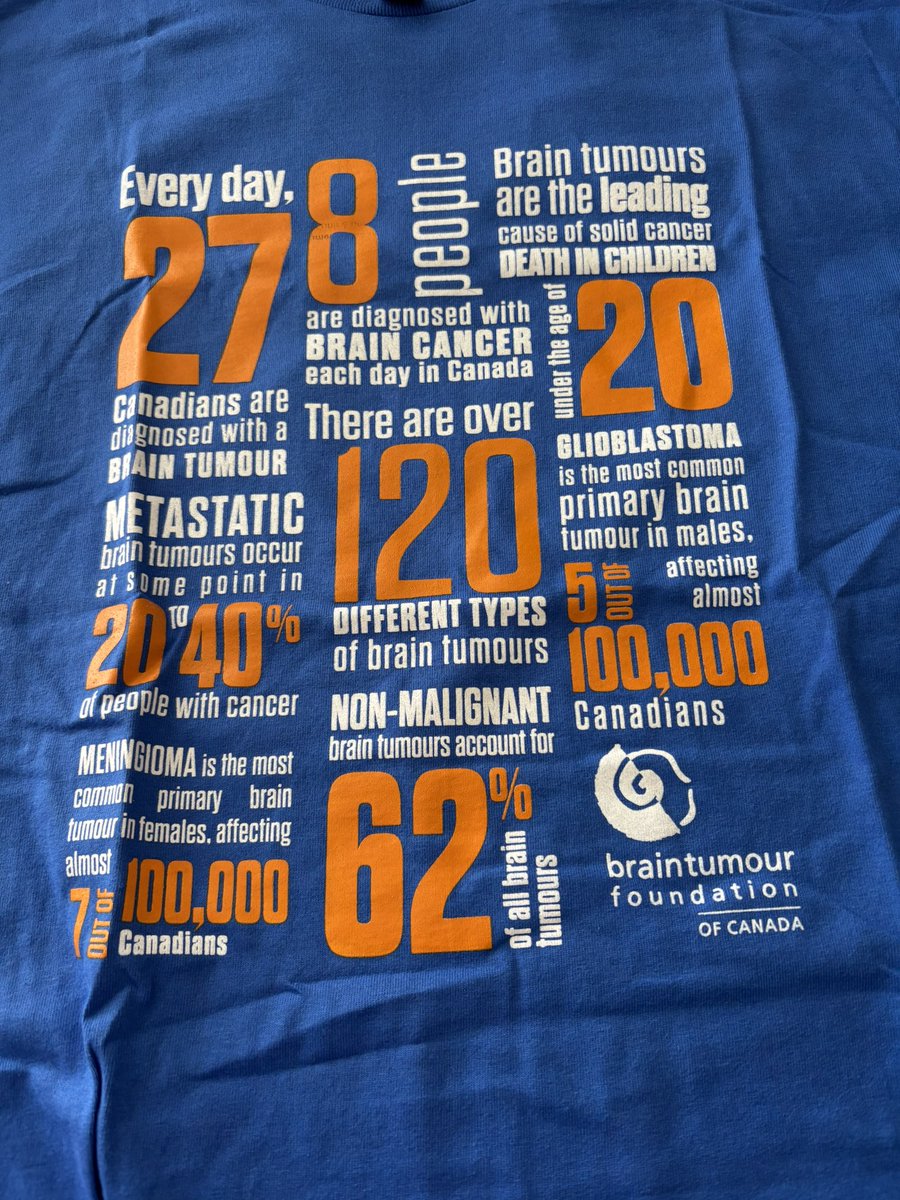 Every day,
27
Canadians are
diagnosed with a
BRAIN TUMOUR
METASTATIC
brain tumours occur
at some point in
20 TO 40%
of people with cancer
MENINGIOMA is the most
common primary brain
tumour in females, affecting
almost
7 OUT OF 100,000
Canadians
8 people
are diagnosed with
BRAIN CANCER
each day in Canada
There are over
120
DIFFERENT TYPES
of brain tumours
NON-MALIGNANT
brain tumours account for
62%
of all brain
tumours
Brain tumours
are the leading
cause of solid cancer
DEATH IN CHILDREN
under the age of 20
GLIOBLASTOMA
is the most common
primary brain
tumour in males,
affecting
almost
5 OUT OF
100,000
Canadians
braintumour
foundation
OF CANADA